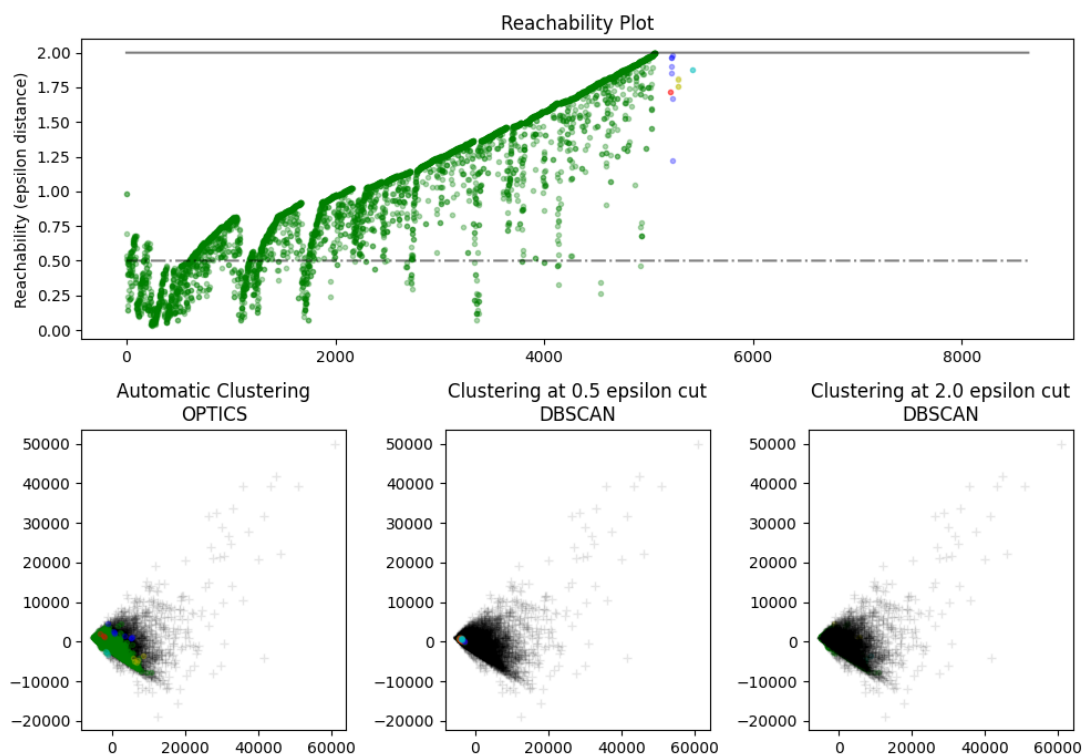 Reachability Plot
Reachability (epsilon distance)
2.00
1.75
1.50
1.25
1.00
0.75
0.50
0.25
0.00
0 2000 4000 6000 8000
Automatic Clustering
OPTICS
50000
40000
30000
20000
10000
0
−10000
−20000
0 20000 40000 60000
Clustering at 0.5 epsilon cut
DBSCAN
50000
40000
30000
20000
10000
0
−10000
−20000
0 20000 40000 60000
Clustering at 2.0 epsilon cut
DBSCAN
50000
40000
30000
20000
10000
0
−10000
−20000
0 20000 40000 60000